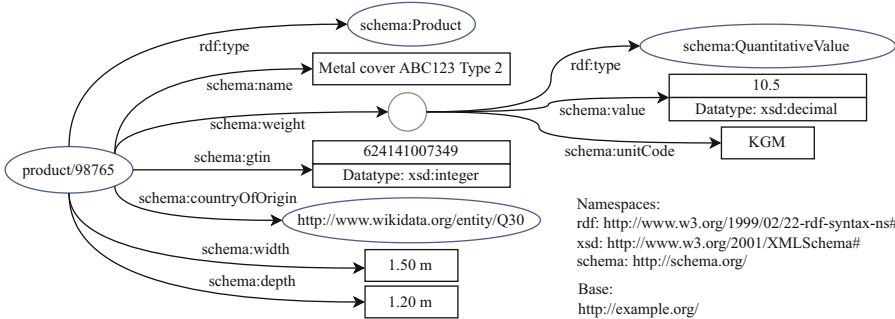 schema:Product
rdf:type
schema:QuantitativeValue
rdf:type
Metal cover ABC123 Type 2
schema:name
10.5
Datatype: xsd:decimal
schema:value
schema:weight
KGM
schema:unitCode
product/98765
schema:gtin
624141007349
Datatype: xsd:integer
schema:countryOfOrigin
http://www.wikidata.org/entity/Q30
schema:width
1.50 m
schema:depth
1.20 m
Namespaces:
rdf: http://www.w3.org/1999/02/22-rdf-syntax-ns#
xsd: http://www.w3.org/2001/XMLSchema#
schema: http://schema.org/
Base:
http://example.org/